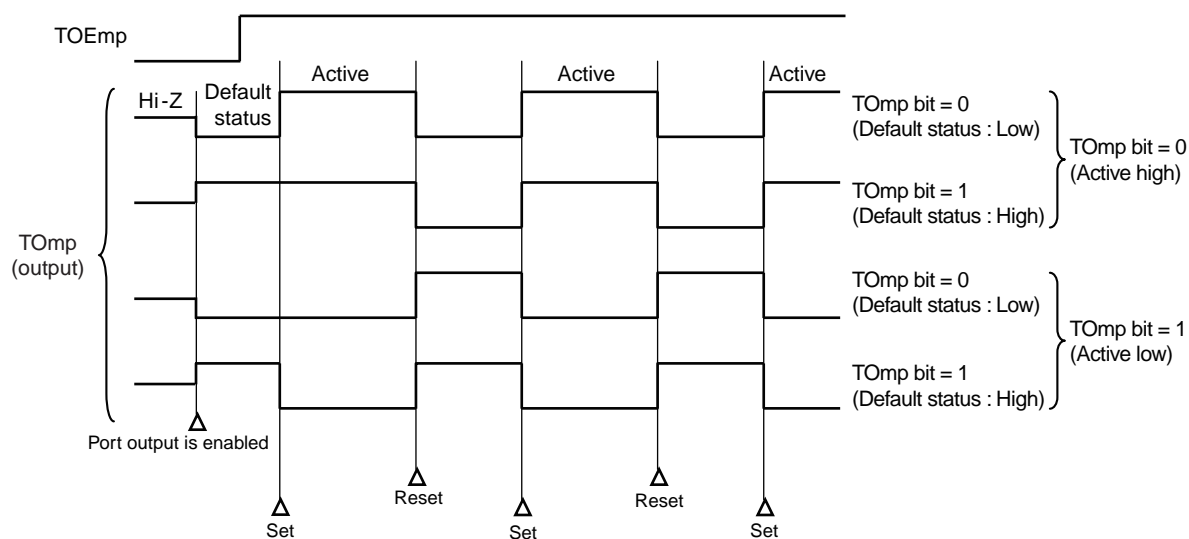 TOEmp
Active
Active
Active
Hi-Z
Default
status
TOmp bit = 0
(Default status : Low)
TOmp bit = 0
(Active high)
TOmp bit = 1
(Default status : High)
TOmp
(output)
TOmp bit = 0
(Default status : Low)
TOmp bit = 1
(Active low)
TOmp bit = 1
(Default status : High)
Port output is enabled
Reset
Reset
Set
Set
Set